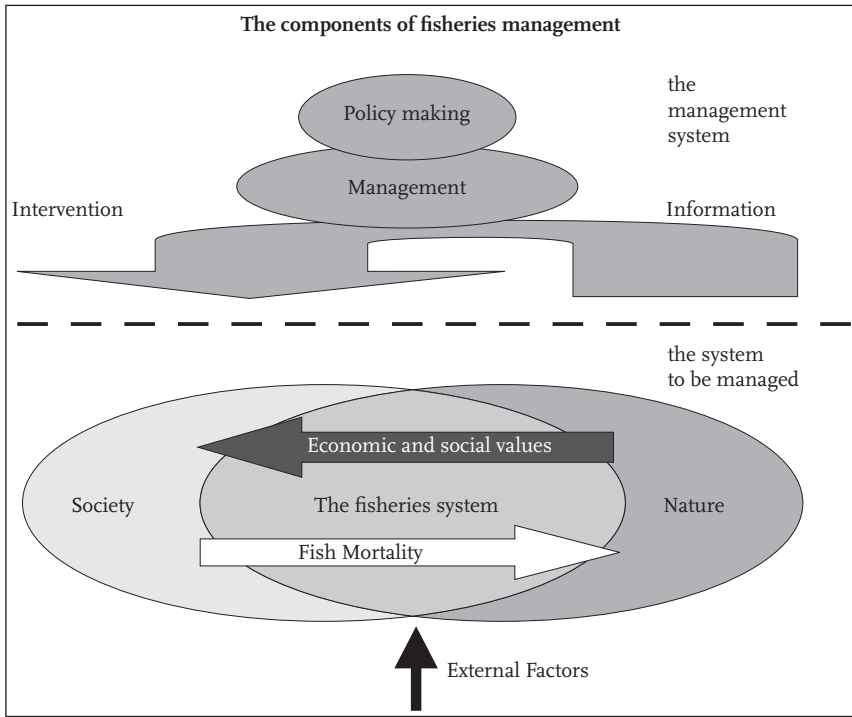 The components of fisheries management
the
management
system
Policy making
Management
Intervention
Information
the system
to be managed
Economic and social values
Society
The fisheries system
Nature
Fish Mortality
External Factors